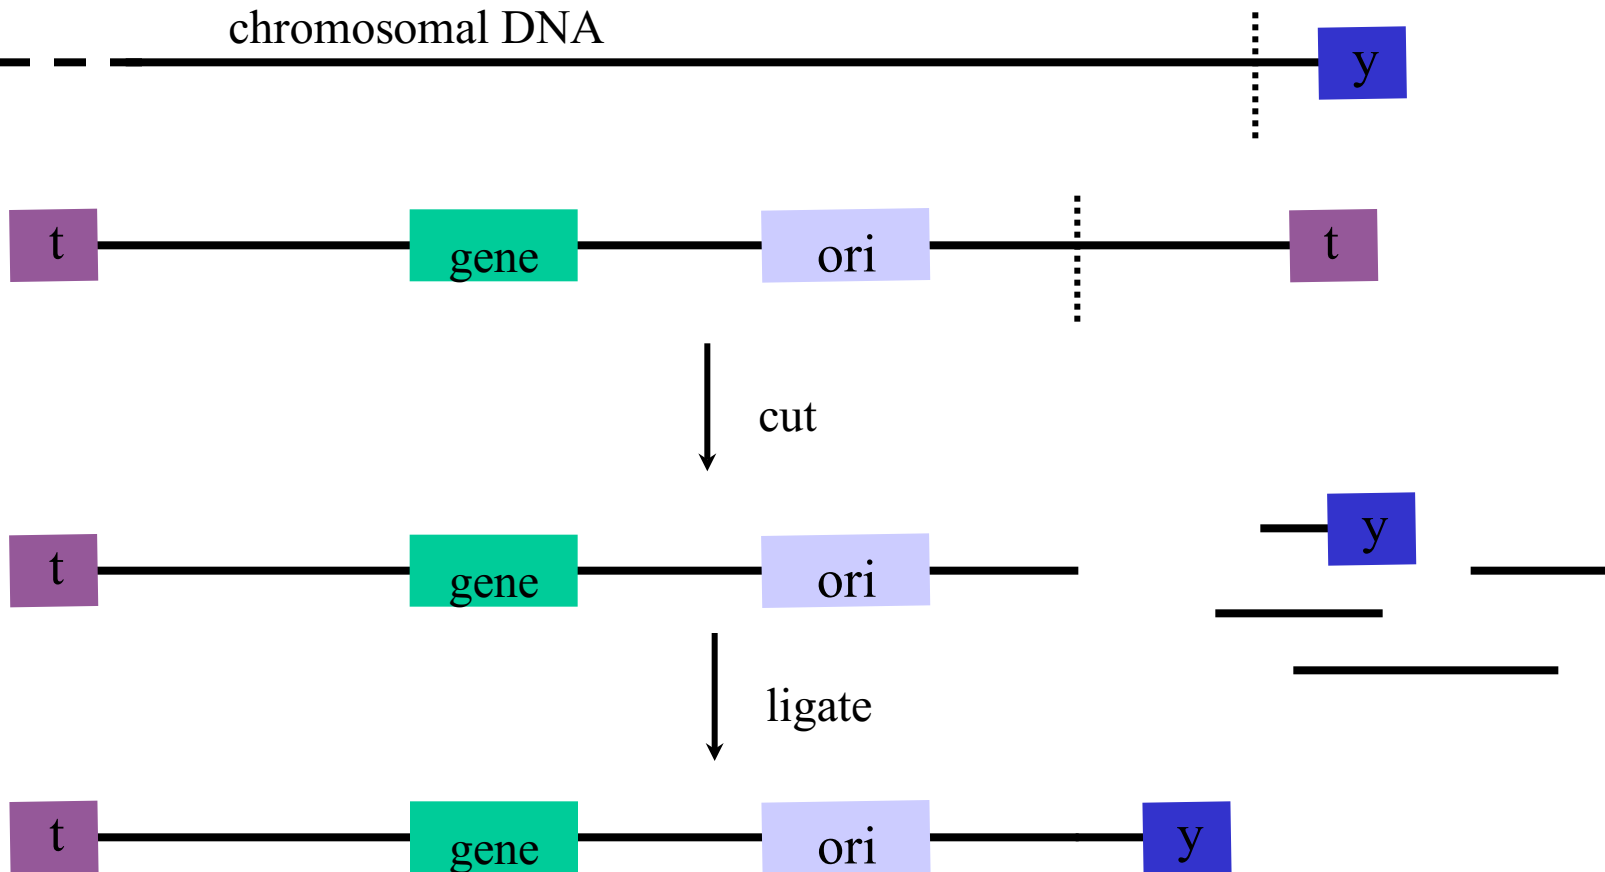 chromosomal DNA
y
t gene ori t
cut
y
t gene ori
ligate
t gene ori y